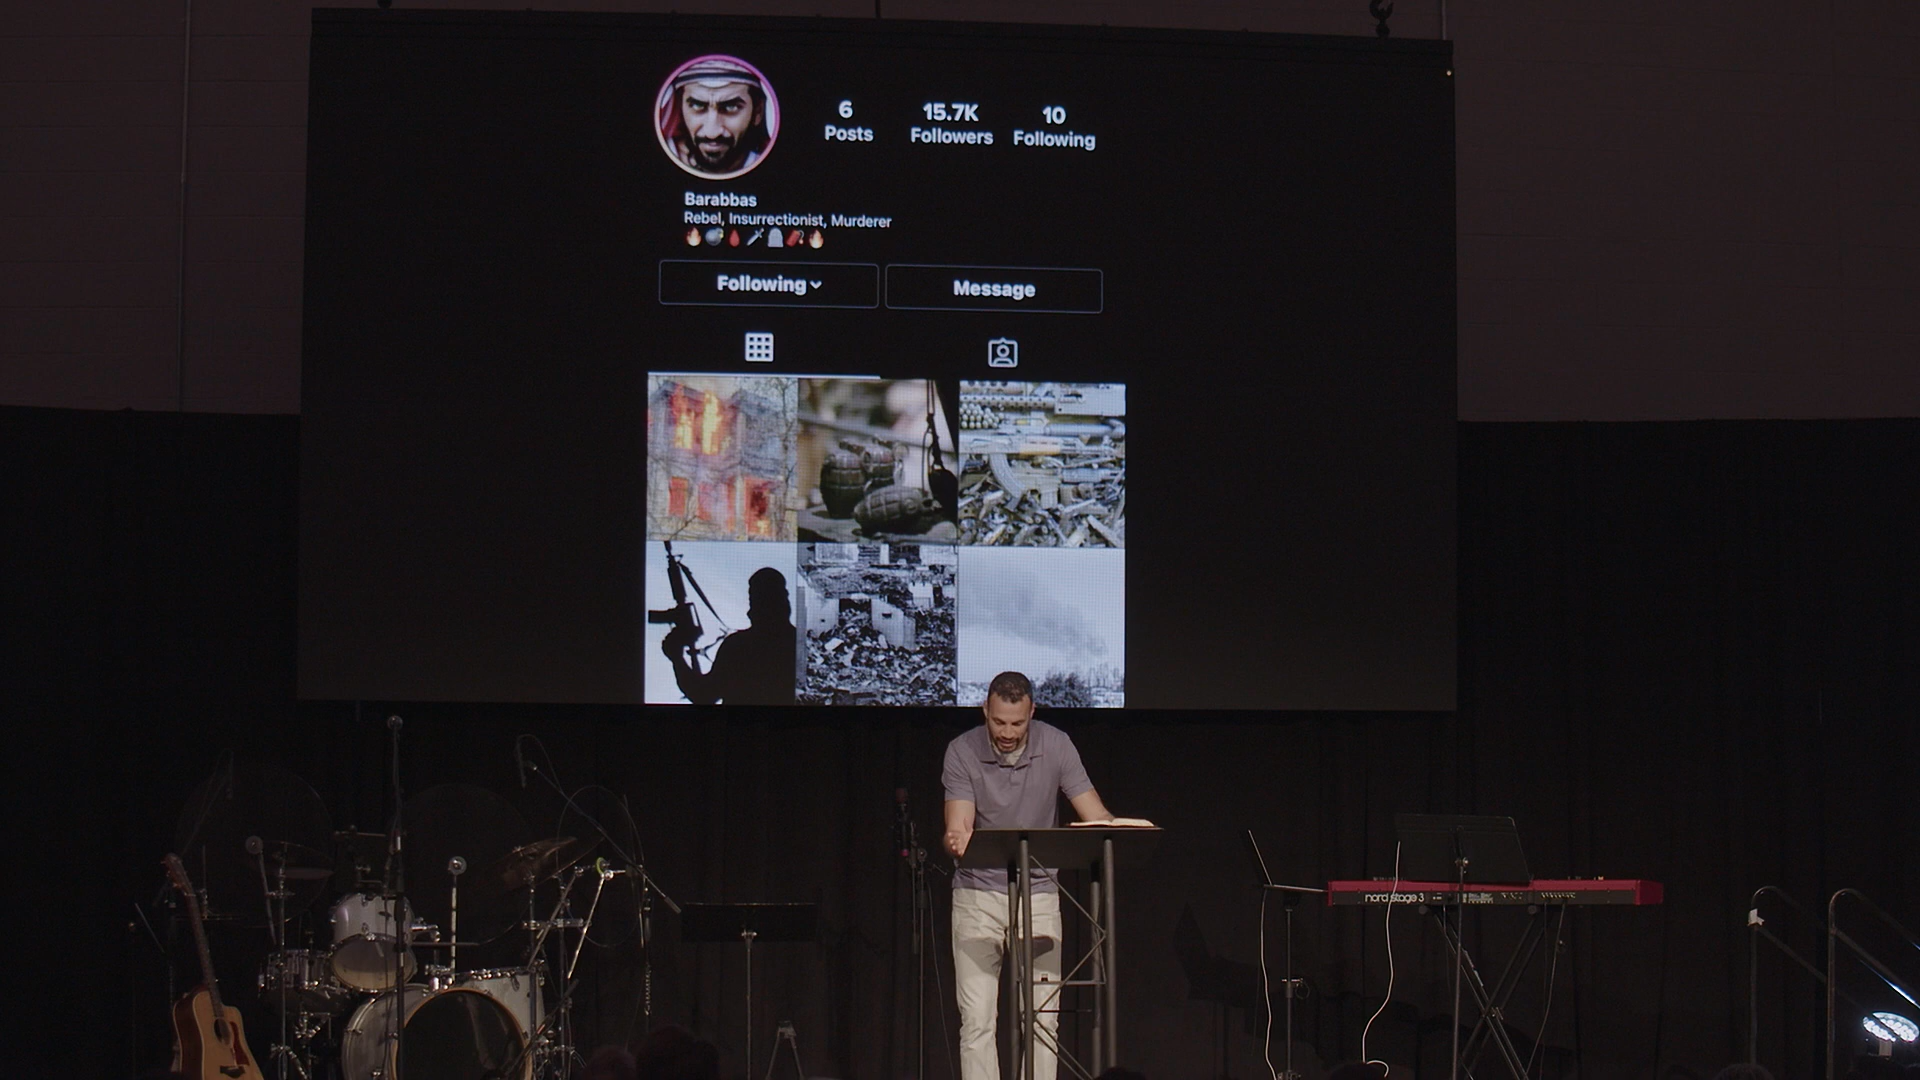 6 15.7K 10
Posts Followers Following
Barabbas
Rebel, Insurrectionist, Murderer
Following Message
nord stage 3